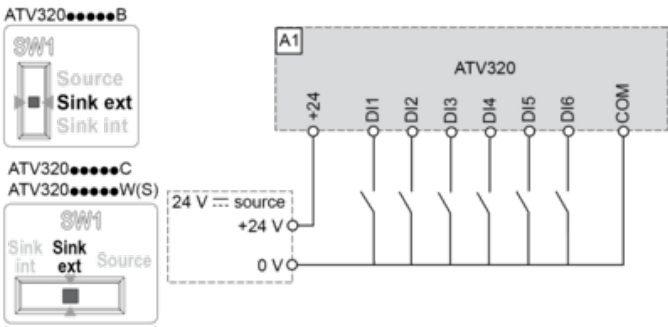 ATV320●●●●●B
SW1
Source
Sink ext
Sink int
ATV320●●●●●C
ATV320●●●●●W(S)
SW1
Sink int
Sink ext
Source
A1
ATV320
+24
DI1
DI2
DI3
DI4
DI5
DI6
COM
24 V ⎓ source
+24 V
0 V